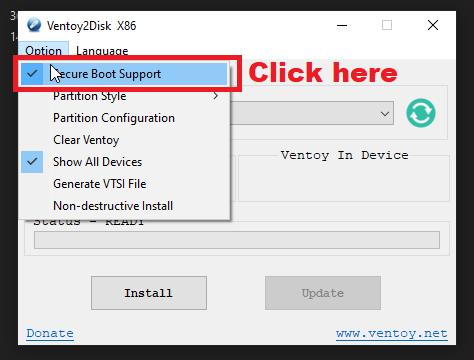 Ventoy2Disk X86
Option Language
Secure Boot Support
Click here
Partition Style
Partition Configuration
Clear Ventoy
Show All Devices
Ventoy In Device
Generate VTSI File
Non-destructive Install
Status - READY
Install
Update
Donate
www.ventoy.net